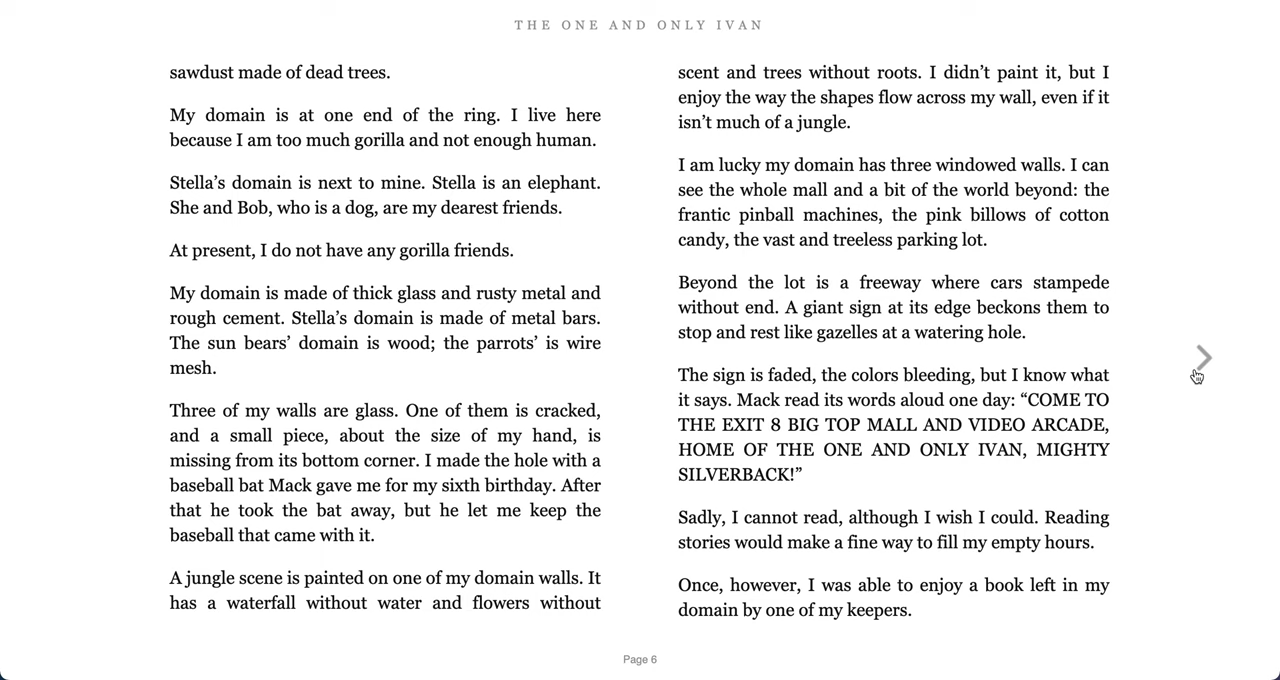 THE ONE AND ONLY IVAN
sawdust made of dead trees.
My domain is at one end of the ring. I live here
because I am too much gorilla and not enough human.
Stella’s domain is next to mine. Stella is an elephant.
She and Bob, who is a dog, are my dearest friends.
At present, I do not have any gorilla friends.
My domain is made of thick glass and rusty metal and
rough cement. Stella’s domain is made of metal bars.
The sun bears’ domain is wood; the parrots’ is wire
mesh.
Three of my walls are glass. One of them is cracked,
and a small piece, about the size of my hand, is
missing from its bottom corner. I made the hole with a
baseball bat Mack gave me for my sixth birthday. After
that he took the bat away, but he let me keep the
baseball that came with it.
A jungle scene is painted on one of my domain walls. It
has a waterfall without water and flowers without
scent and trees without roots. I didn’t paint it, but I
enjoy the way the shapes flow across my wall, even if it
isn’t much of a jungle.
I am lucky my domain has three windowed walls. I can
see the whole mall and a bit of the world beyond: the
frantic pinball machines, the pink billows of cotton
candy, the vast and treeless parking lot.
Beyond the lot is a freeway where cars stampede
without end. A giant sign at its edge beckons them to
stop and rest like gazelles at a watering hole.
The sign is faded, the colors bleeding, but I know what
it says. Mack read its words aloud one day: “COME TO
THE EXIT 8 BIG TOP MALL AND VIDEO ARCADE,
HOME OF THE ONE AND ONLY IVAN, MIGHTY
SILVERBACK!”
Sadly, I cannot read, although I wish I could. Reading
stories would make a fine way to fill my empty hours.
Once, however, I was able to enjoy a book left in my
domain by one of my keepers.
Page 6